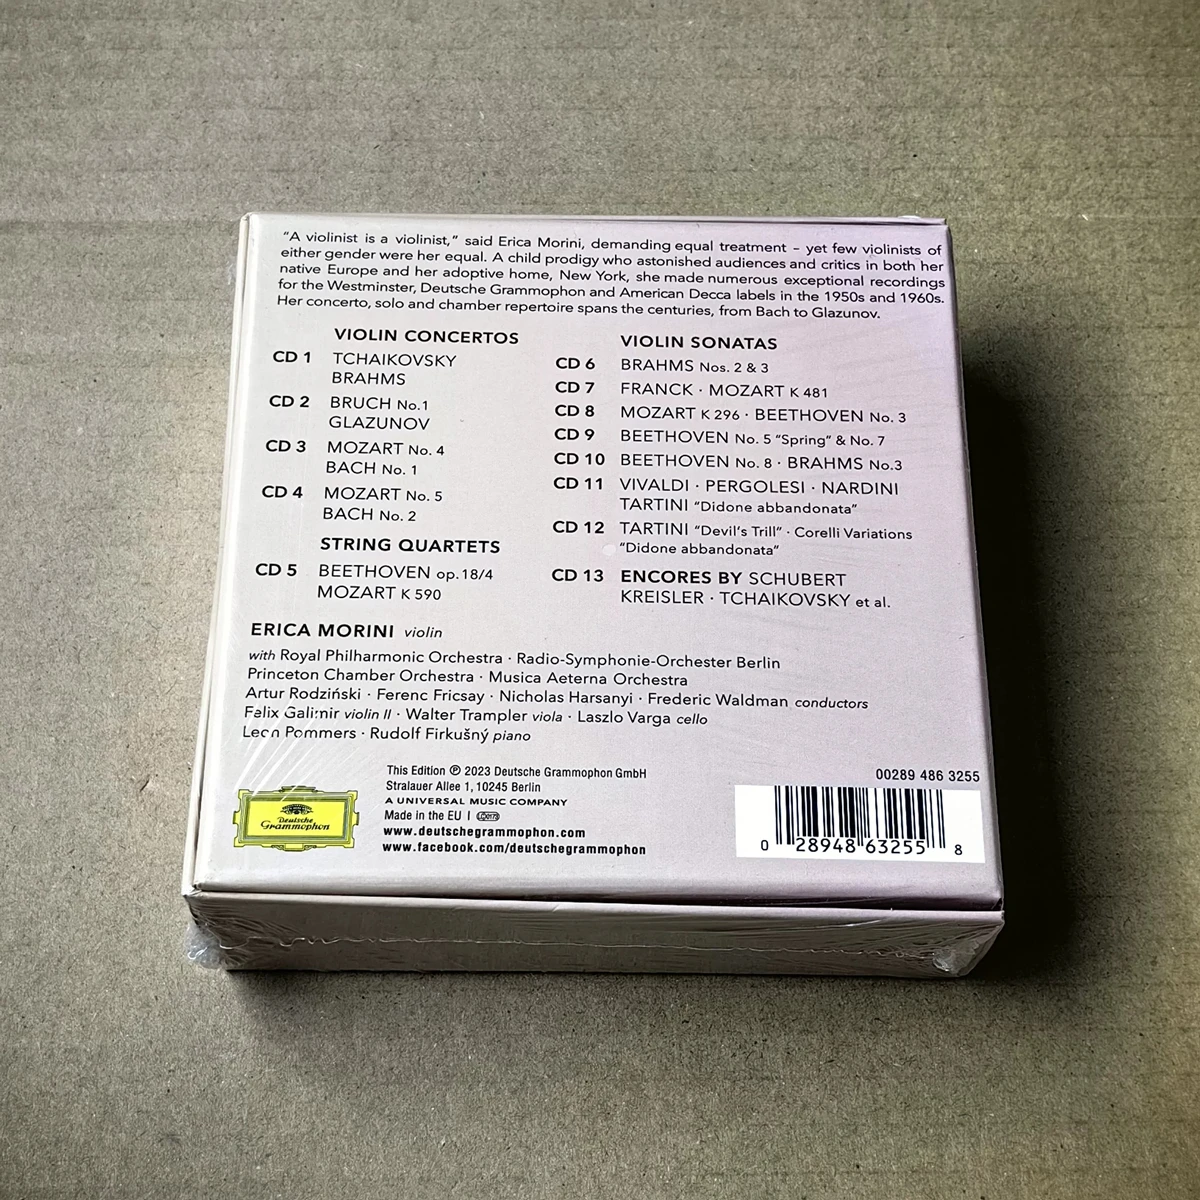 “A violinist is a violinist,” said Erica Morini, demanding equal treatment – yet few violinists of
either gender were her equal. A child prodigy who astonished audiences and critics in both her
native Europe and her adoptive home, New York, she made numerous exceptional recordings
for the Westminster, Deutsche Grammophon and American Decca labels in the 1950s and 1960s.
Her concerto, solo and chamber repertoire spans the centuries, from Bach to Glazunov.
VIOLIN CONCERTOS
CD 1 TCHAIKOVSKY
BRAHMS
CD 2 BRUCH No.1
GLAZUNOV
CD 3 MOZART No. 4
BACH No. 1
CD 4 MOZART No. 5
BACH No. 2
STRING QUARTETS
CD 5 BEETHOVEN op.18/4
MOZART K 590
VIOLIN SONATAS
CD 6 BRAHMS Nos. 2 & 3
CD 7 FRANCK · MOZART K 481
CD 8 MOZART K 296 · BEETHOVEN No. 3
CD 9 BEETHOVEN No. 5 “Spring” & No. 7
CD 10 BEETHOVEN No. 8 · BRAHMS No.3
CD 11 VIVALDI · PERGOLESI · NARDINI
TARTINI “Didone abbandonata”
CD 12 TARTINI “Devil’s Trill” · Corelli Variations
“Didone abbandonata”
CD 13 ENCORES BY SCHUBERT
KREISLER · TCHAIKOVSKY et al.
ERICA MORINI violin
with Royal Philharmonic Orchestra · Radio-Symphonie-Orchester Berlin
Princeton Chamber Orchestra · Musica Aeterna Orchestra
Artur Rodziński · Ferenc Fricsay · Nicholas Harsanyi · Frederic Waldman conductors
Felix Galimir violin II · Walter Trampler viola · Laszlo Varga cello
Leon Pommers · Rudolf Firkušný piano
Deutsche
Grammophon
This Edition ℗ 2023 Deutsche Grammophon GmbH
Stralauer Allee 1, 10245 Berlin
A UNIVERSAL MUSIC COMPANY
Made in the EU |
www.deutschegrammophon.com
www.facebook.com/deutschegrammophon
00289 486 3255
0 28948 63255 8